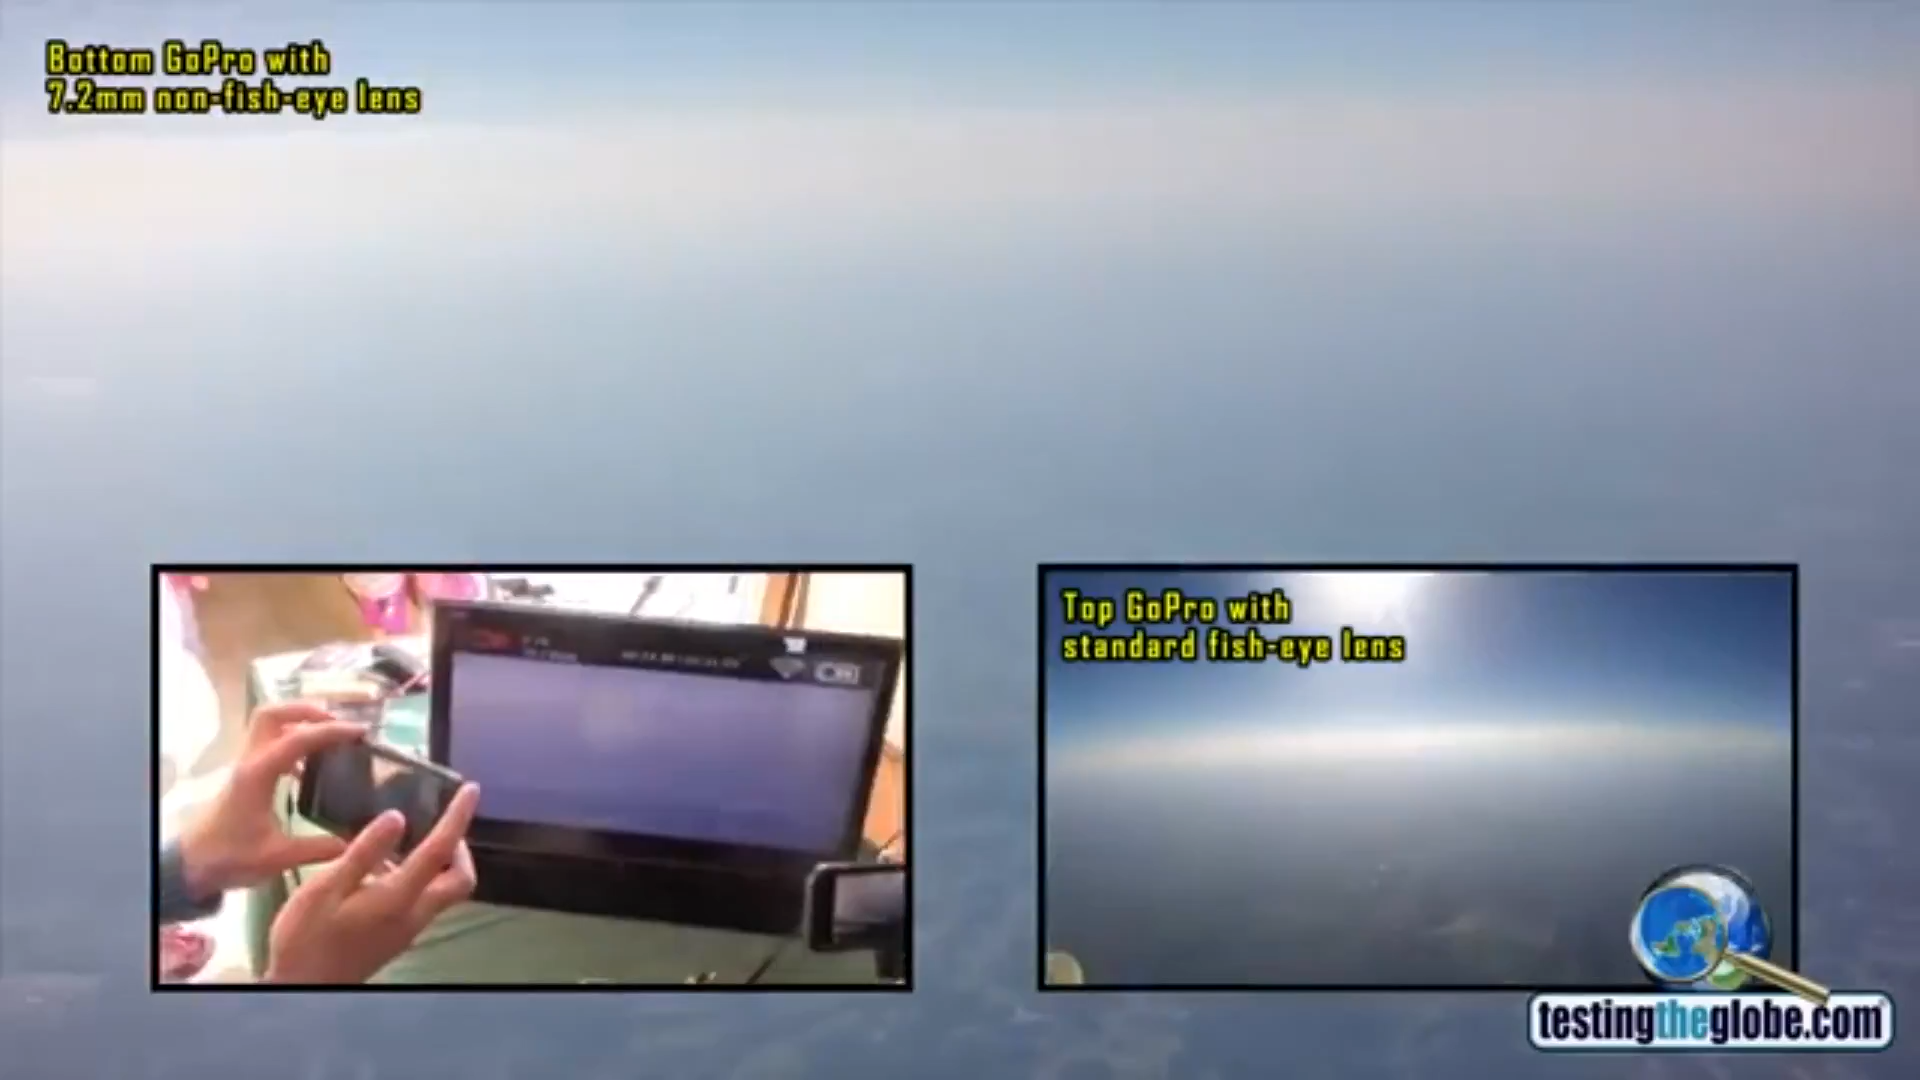 Bottom GoPro with
7.2mm non-fish-eye lens
Top GoPro with
standard fish-eye lens
testingtheglobe.com